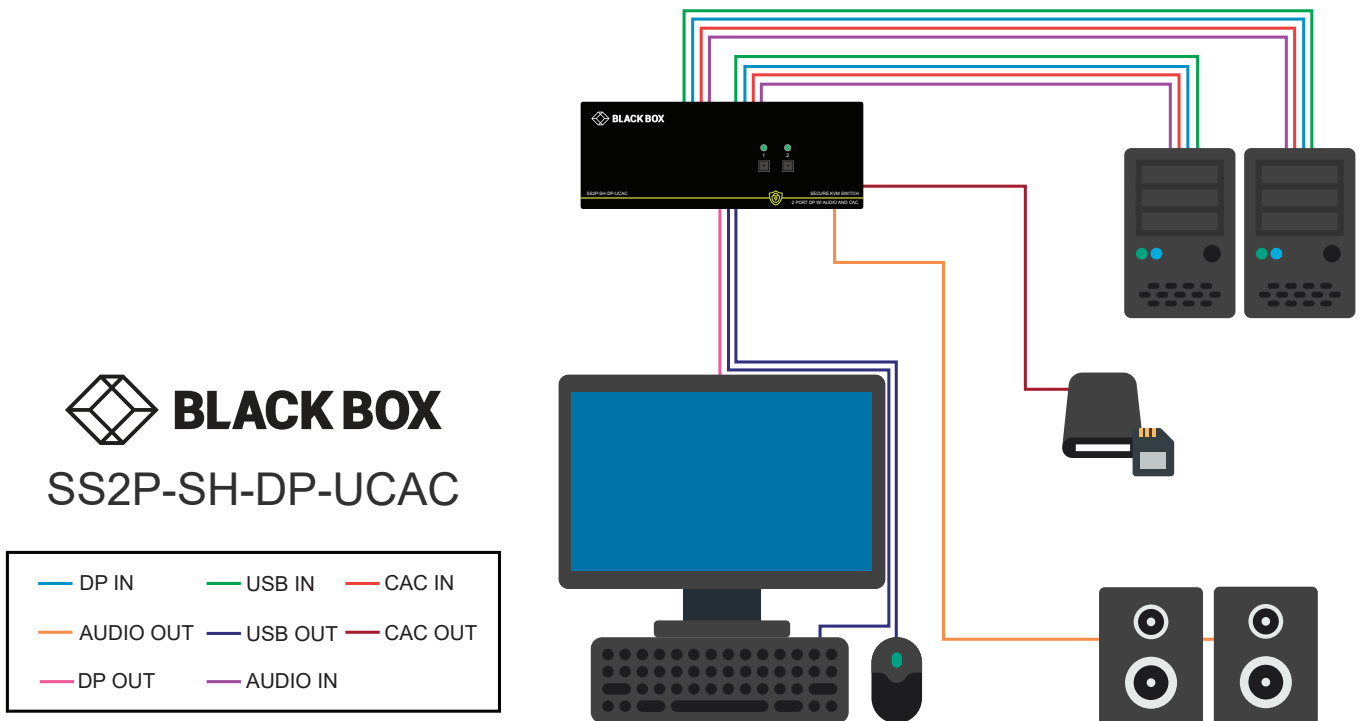 BLACK BOX
1 2
SS2P-SH-DP-UCAC
SECURE KVM SWITCH
2 PORT DP W/ AUDIO AND CAC
BLACK BOX
SS2P-SH-DP-UCAC
DP IN USB IN CAC IN
AUDIO OUT USB OUT CAC OUT
DP OUT AUDIO IN